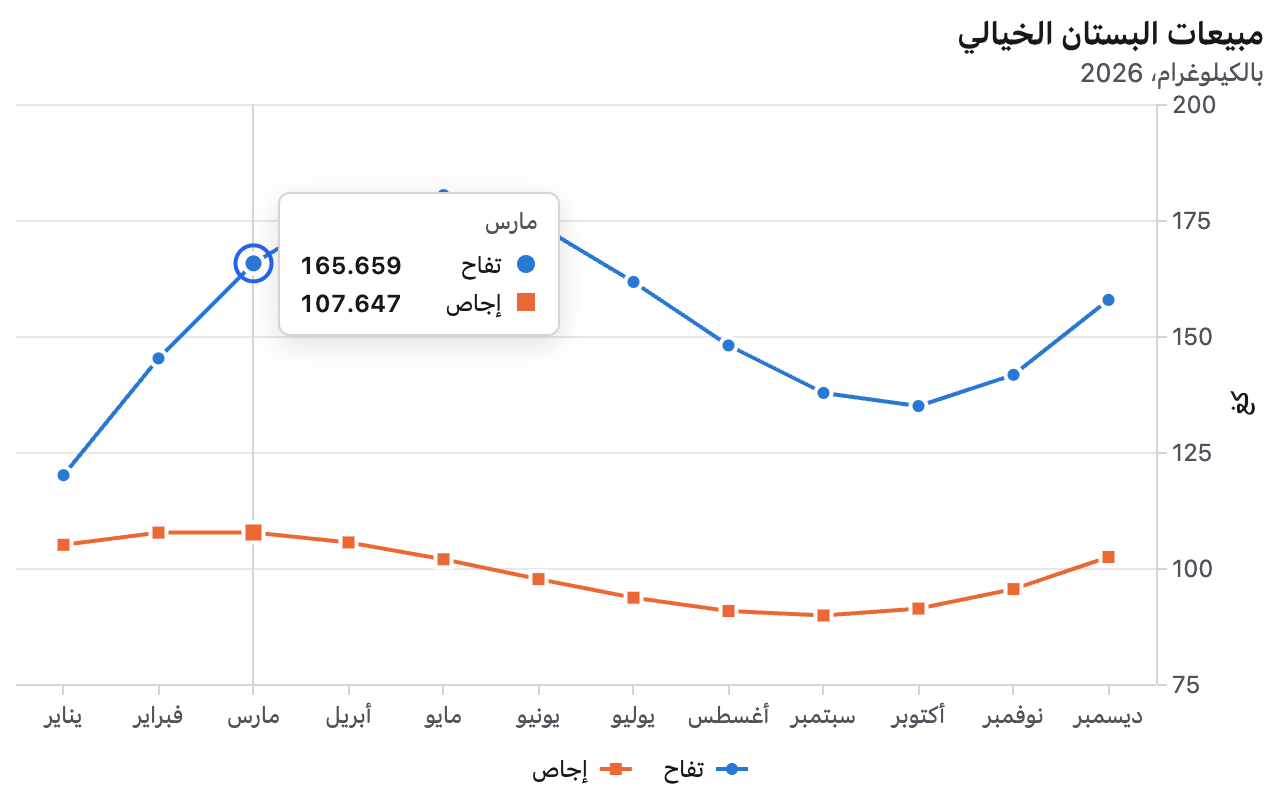 مبيعات البستان الخيالي
بالكيلوغرام، 2026
200
175
150
125
100
75
كغ
مارس
تفاح 165.659
إجاص 107.647
يناير فبراير مارس أبريل مايو يونيو يوليو أغسطس سبتمبر أكتوبر نوفمبر ديسمبر
تفاح إجاص